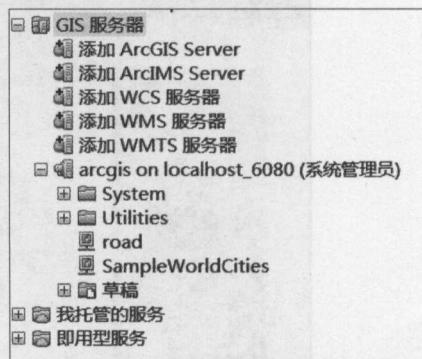 GIS 服务器
添加 ArcGIS Server
添加 ArcIMS Server
添加 WCS 服务器
添加 WMS 服务器
添加 WMTS 服务器
arcgis on localhost_6080 (系统管理员)
System
Utilities
road
SampleWorldCities
草稿
我托管的服务
即用型服务